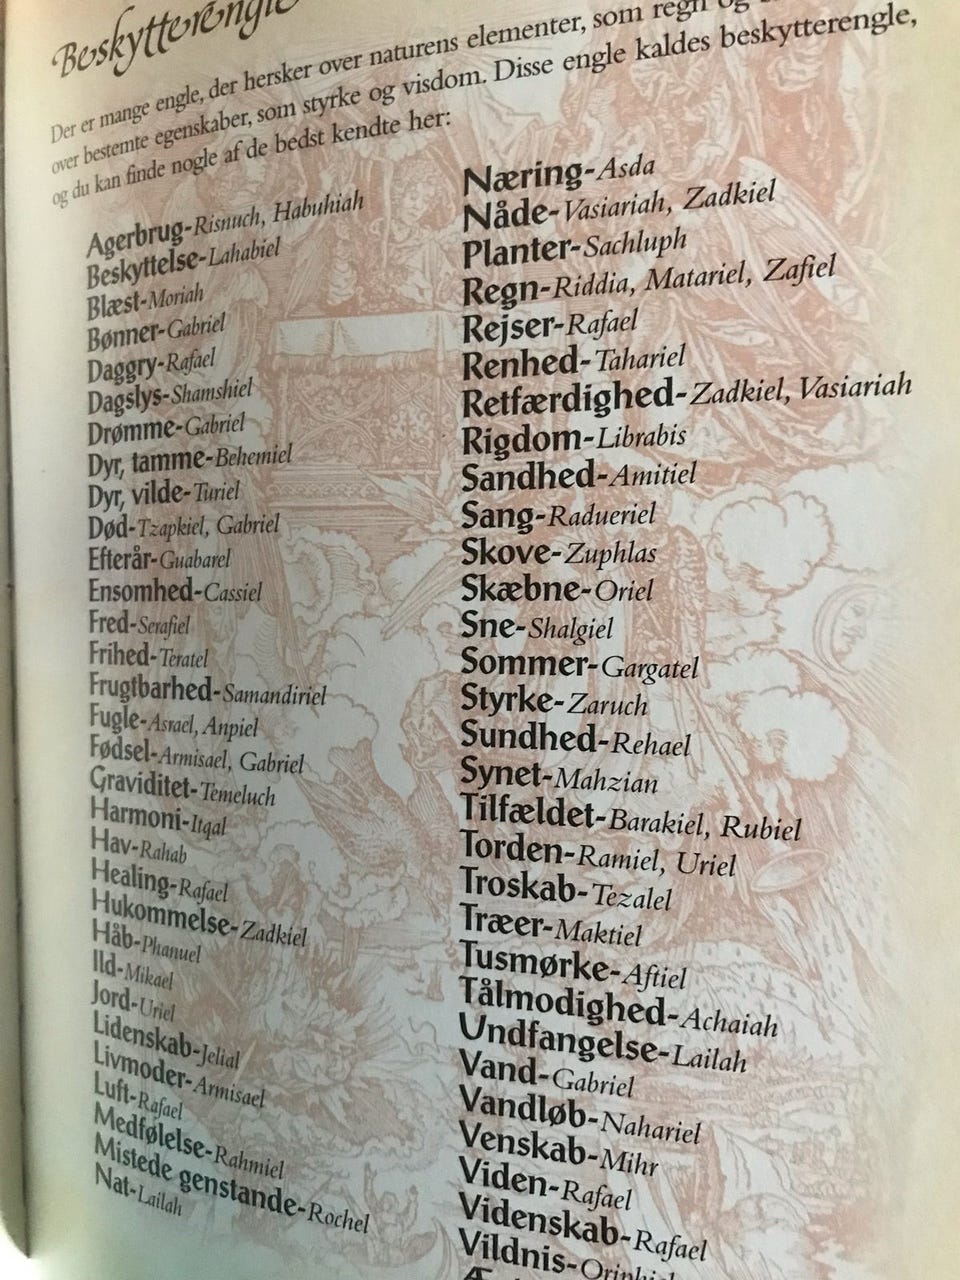 Beskytterengle
Der er mange engle, der hersker over naturens elementer, som regn og
over bestemte egenskaber, som styrke og visdom. Disse engle kaldes beskytterengle,
og du kan finde nogle af de bedst kendte her:
Agerbrug-Risnuch, Habuhiah
Beskyttelse-Lahabiel
Blæst-Moriah
Bønner-Gabriel
Daggry-Rafael
Dagslys-Shamshiel
Drømme-Gabriel
Dyr, tamme-Behemiel
Dyr, vilde-Turiel
Død-Tzapkiel, Gabriel
Efterår-Guabarel
Ensomhed-Cassiel
Fred-Serafiel
Frihed-Teratel
Frugtbarhed-Samandiriel
Fugle-Asrael, Anpiel
Fødsel-Armisael, Gabriel
Graviditet-Temeluch
Harmoni-Itqal
Hav-Rahab
Healing-Rafael
Hukommelse-Zadkiel
Håb-Phanuel
Ild-Mikael
Jord-Uriel
Lidenskab-Jelial
Livmoder-Armisael
Luft-Rafael
Medfølelse-Rahmiel
Mistede genstande-Rochel
Nat-Lailah
Næring-Asda
Nåde-Vasiariah, Zadkiel
Planter-Sachluph
Regn-Riddia, Matariel, Zafiel
Rejser-Rafael
Renhed-Tahariel
Retfærdighed-Zadkiel, Vasiariah
Rigdom-Librabis
Sandhed-Amitiel
Sang-Radueriel
Skove-Zuphlas
Skæbne-Oriel
Sne-Shalgiel
Sommer-Gargatel
Styrke-Zaruch
Sundhed-Rehael
Synet-Mahzian
Tilfældet-Barakiel, Rubiel
Torden-Ramiel, Uriel
Troskab-Tezalel
Træer-Maktiel
Tusmørke-Aftiel
Tålmodighed-Achaiah
Undfangelse-Lailah
Vand-Gabriel
Vandløb-Nahariel
Venskab-Mihr
Viden-Rafael
Videnskab-Rafael
Vildnis-Orinhiel